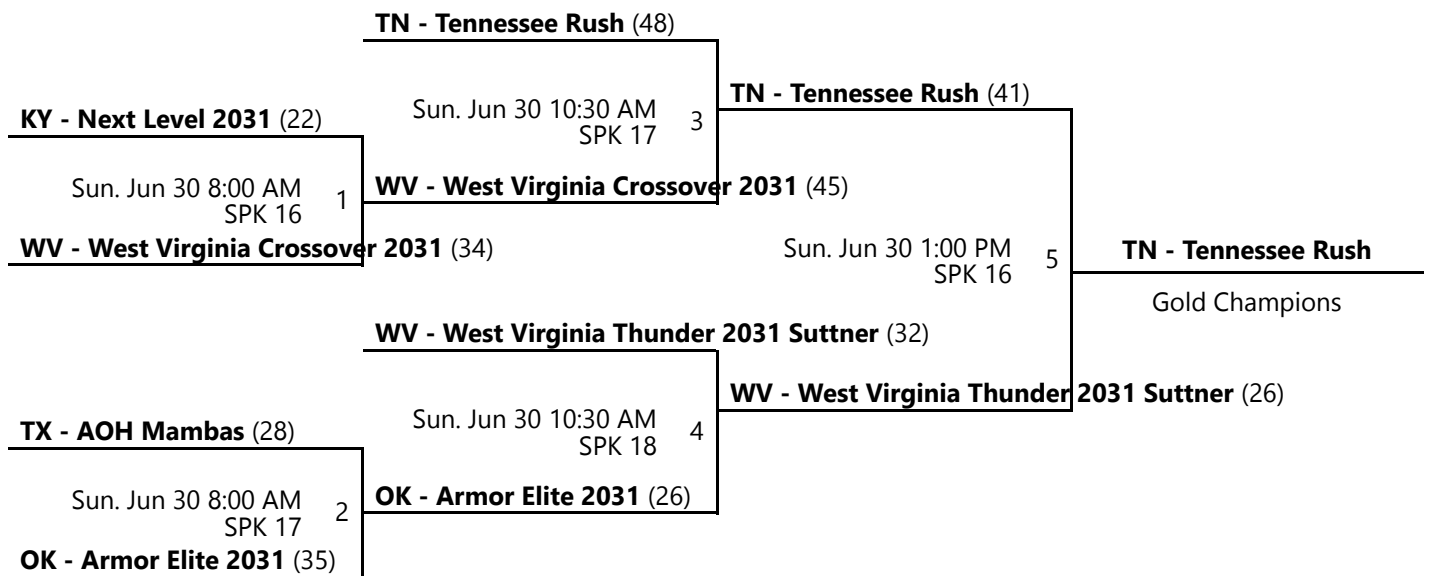 TN - Tennessee Rush (48)
TN - Tennessee Rush (41)
Sun. Jun 30 10:30 AM
SPK 17
3
KY - Next Level 2031 (22)
Sun. Jun 30 8:00 AM
SPK 16
1
WV - West Virginia Crossover 2031 (45)
WV - West Virginia Crossover 2031 (34)
Sun. Jun 30 1:00 PM
SPK 16
5
TN - Tennessee Rush
Gold Champions
WV - West Virginia Thunder 2031 Suttner (32)
WV - West Virginia Thunder 2031 Suttner (26)
Sun. Jun 30 10:30 AM
SPK 18
4
TX - AOH Mambas (28)
Sun. Jun 30 8:00 AM
SPK 17
2
OK - Armor Elite 2031 (26)
OK - Armor Elite 2031 (35)